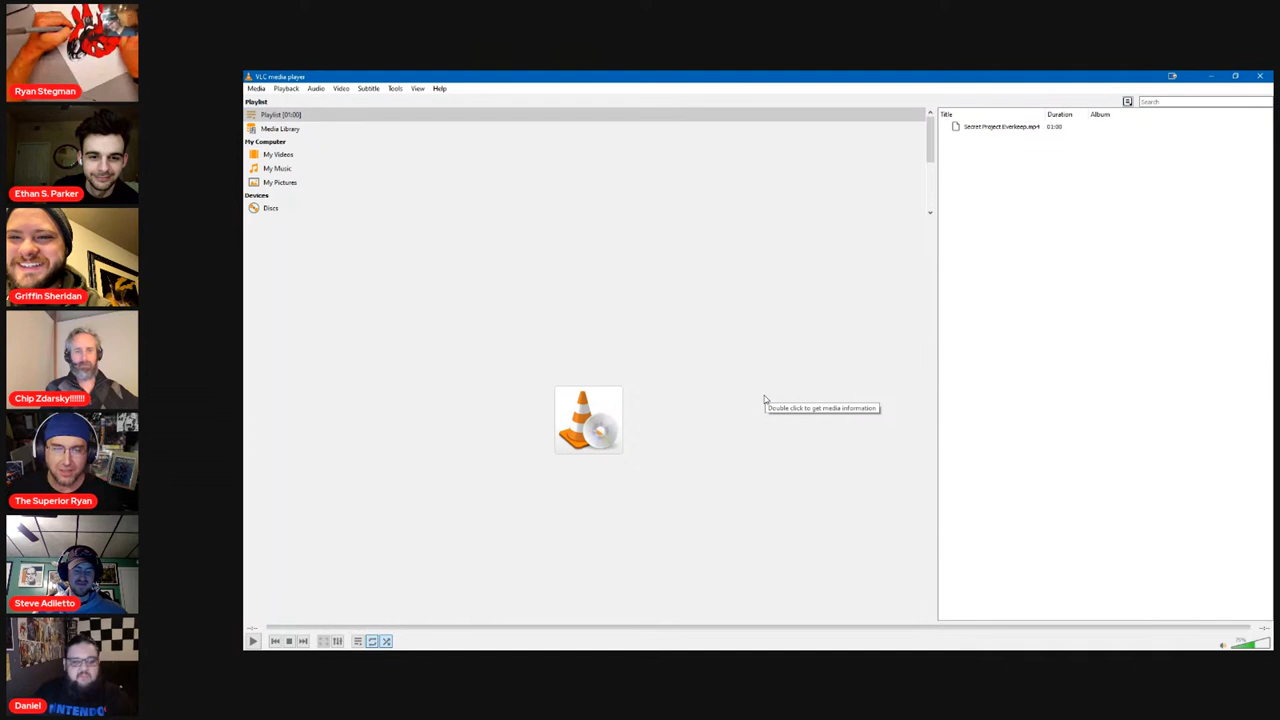 Ryan Stegman
Ethan S. Parker
Griffin Sheridan
Chip Zdarsky!!!!!!!
The Superior Ryan
Steve Adiletto
Daniel
NINTENDO
VLC media player
Media Playback Audio Video Subtitle Tools View Help
Playlist
Playlist [01:00]
Media Library
My Computer
My Videos
My Music
My Pictures
Devices
Discs
Search
Title Duration Album
Secret Project Everkeep.mp4 01:00
Double click to get media information
--:--
--:--
70%